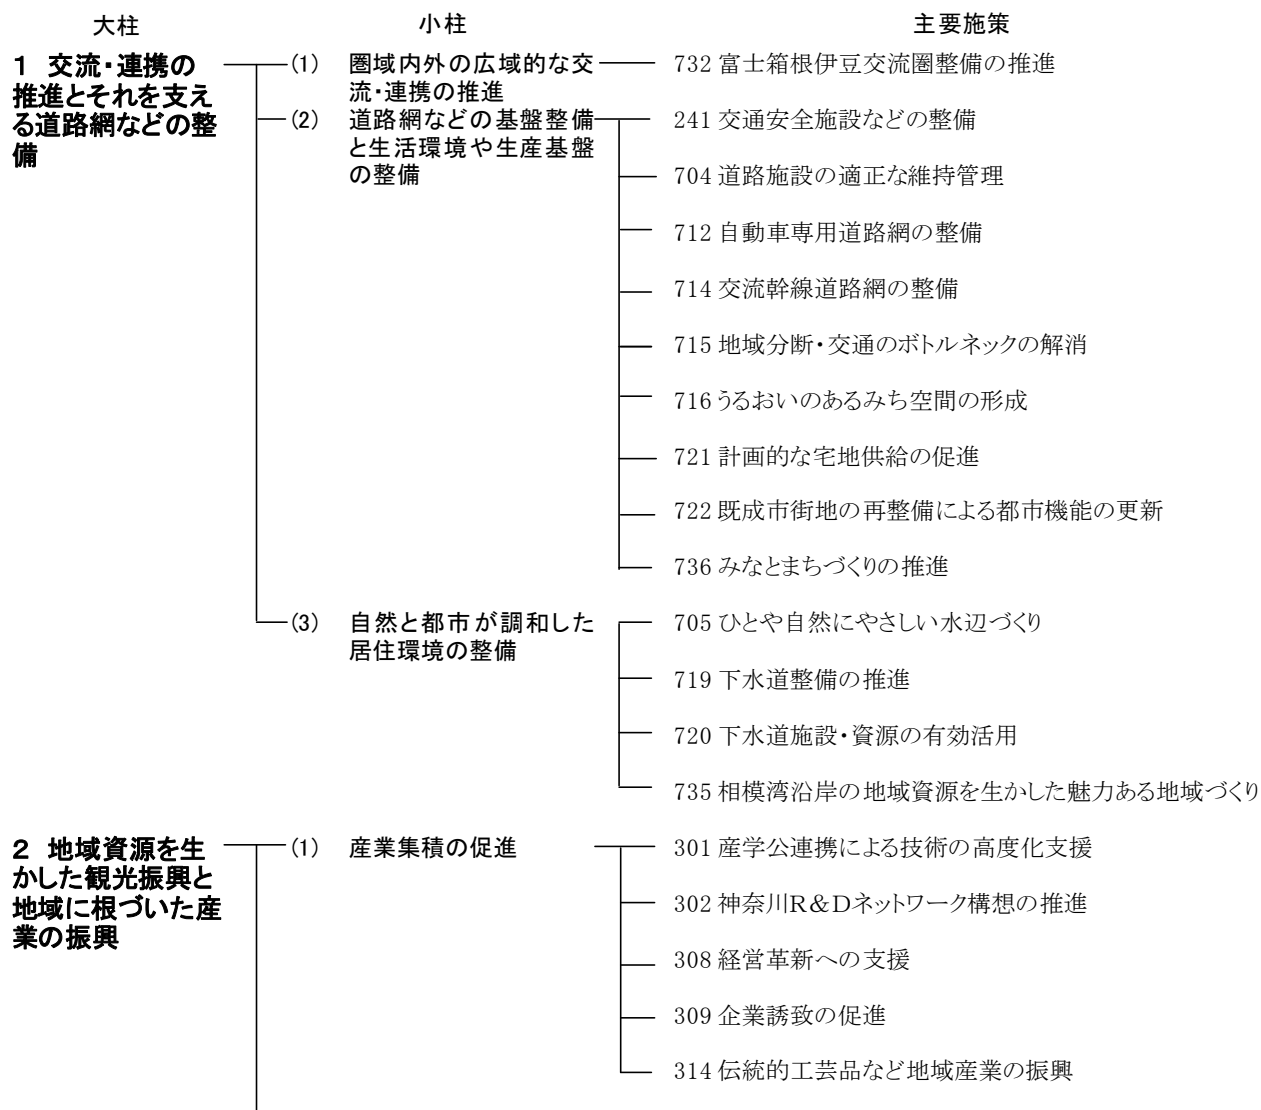 大柱 小柱 主要施策
1 交流・連携の
推進とそれを支え
る道路網などの整
備
(1) 圏域内外の広域的な交
流・連携の推進
732 富士箱根伊豆交流圏整備の推進
(2) 道路網などの基盤整備
と生活環境や生産基盤
の整備
241 交通安全施設などの整備
704 道路施設の適正な維持管理
712 自動車専用道路網の整備
714 交流幹線道路網の整備
715 地域分断・交通のボトルネックの解消
716 うるおいのあるみち空間の形成
721 計画的な宅地供給の促進
722 既成市街地の再整備による都市機能の更新
736 みなとまちづくりの推進
(3) 自然と都市が調和した
居住環境の整備
705 ひとや自然にやさしい水辺づくり
719 下水道整備の推進
720 下水道施設・資源の有効活用
735 相模湾沿岸の地域資源を生かした魅力ある地域づくり
2 地域資源を生
かした観光振興と
地域に根づいた産
業の振興
(1) 産業集積の促進
301 産学公連携による技術の高度化支援
302 神奈川R&Dネットワーク構想の推進
308 経営革新への支援
309 企業誘致の促進
314 伝統的工芸品など地域産業の振興